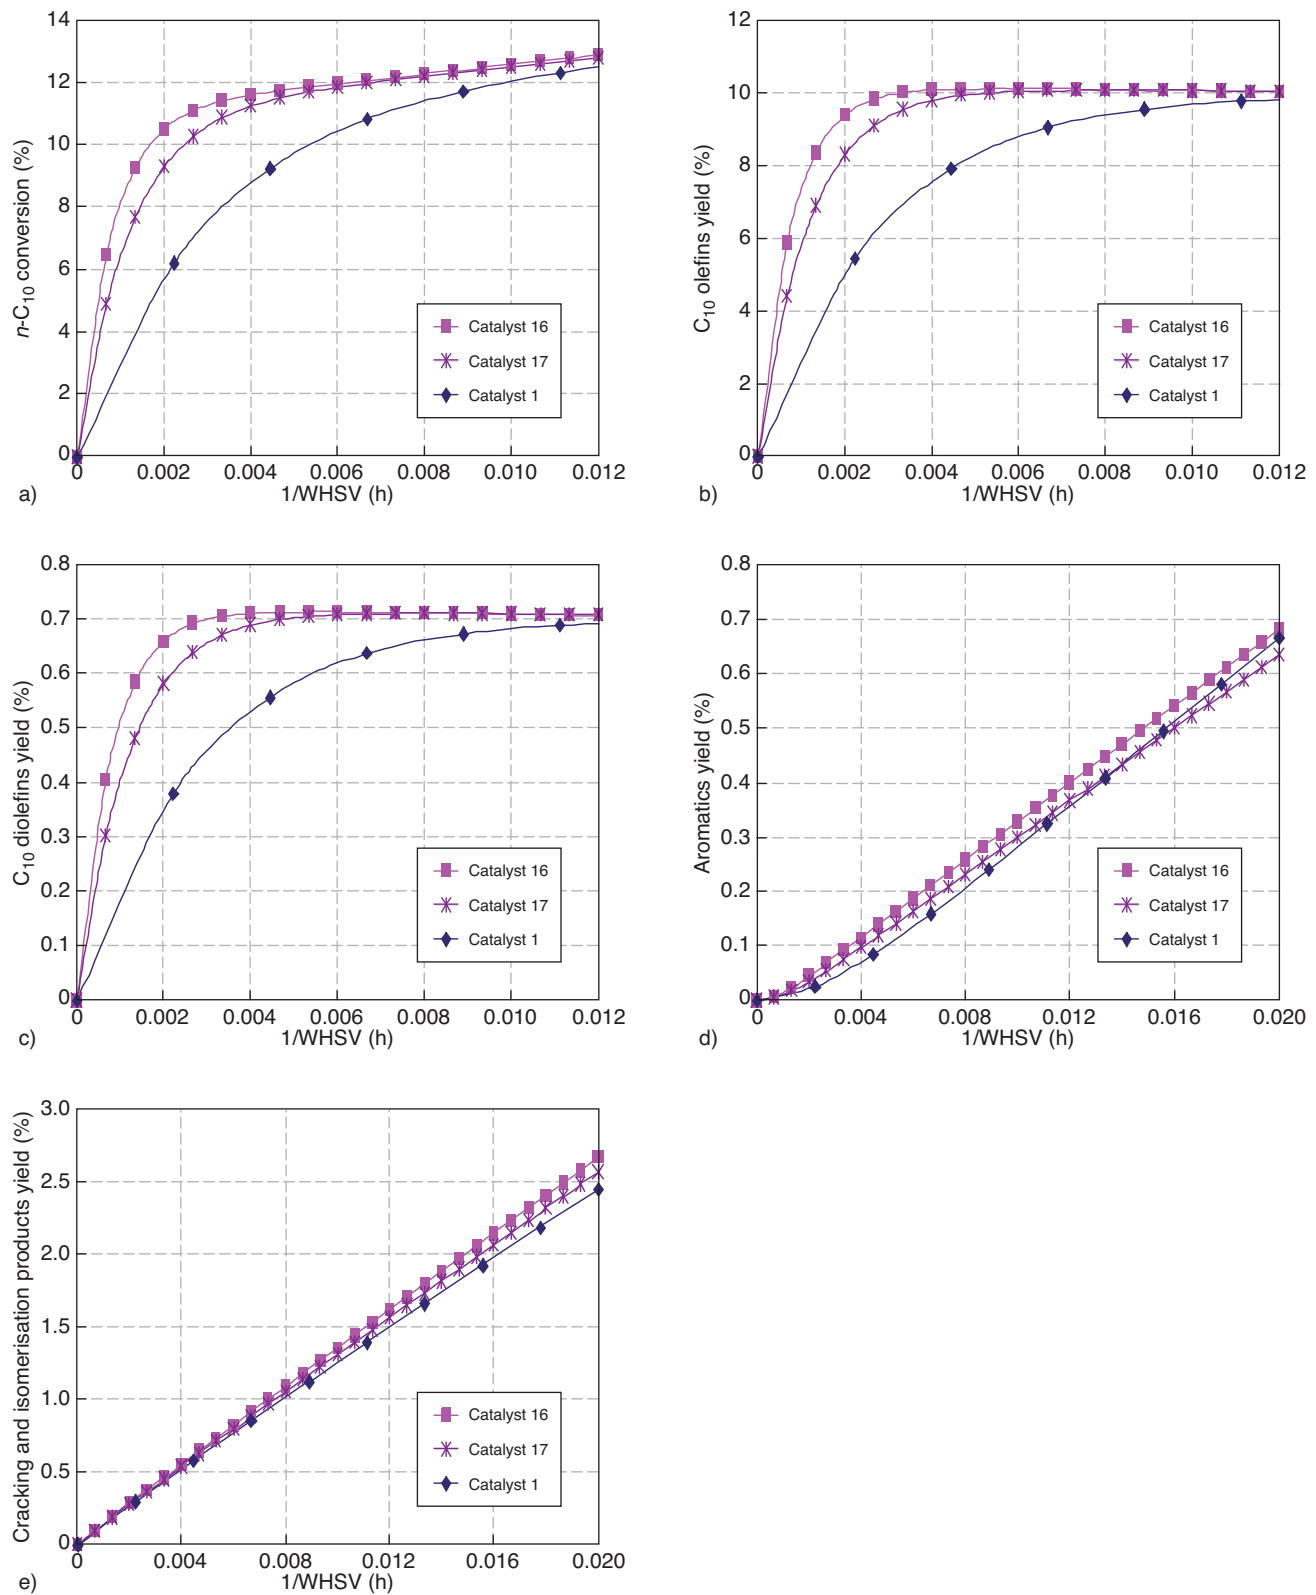 14
12
10
8
6
4
2
0
n-C10 conversion (%)
0 0.002 0.004 0.006 0.008 0.010 0.012
1/WHSV (h)
Catalyst 16
Catalyst 17
Catalyst 1
a)
12
10
8
6
4
2
0
C10 olefins yield (%)
0 0.002 0.004 0.006 0.008 0.010 0.012
1/WHSV (h)
Catalyst 16
Catalyst 17
Catalyst 1
b)
0.8
0.7
0.6
0.5
0.4
0.3
0.2
0.1
0
C10 diolefins yield (%)
0 0.002 0.004 0.006 0.008 0.010 0.012
1/WHSV (h)
Catalyst 16
Catalyst 17
Catalyst 1
c)
0.8
0.7
0.6
0.5
0.4
0.3
0.2
0.1
0
Aromatics yield (%)
0 0.004 0.008 0.012 0.016 0.020
1/WHSV (h)
Catalyst 16
Catalyst 17
Catalyst 1
d)
3.0
2.5
2.0
1.5
1.0
0.5
0
Cracking and isomerisation products yield (%)
0 0.004 0.008 0.012 0.016 0.020
1/WHSV (h)
Catalyst 16
Catalyst 17
Catalyst 1
e)